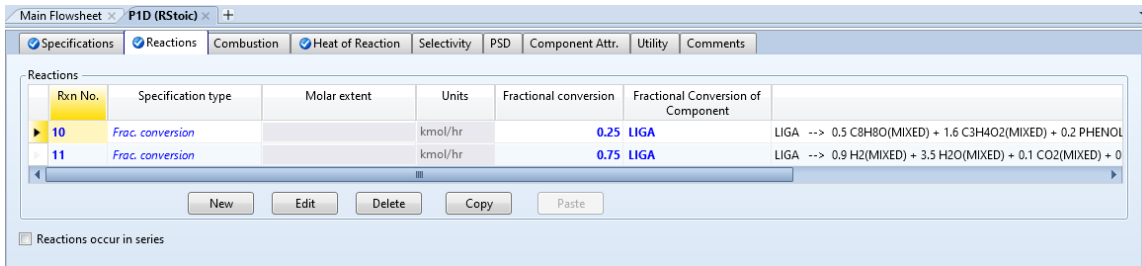 Main Flowsheet × P1D (RStoic) × +
Specifications Reactions Combustion Heat of Reaction Selectivity PSD Component Attr. Utility Comments
Reactions
Rxn No. Specification type Molar extent Units Fractional conversion Fractional Conversion of Component
10 Frac. conversion kmol/hr 0.25 LIGA LIGA --> 0.5 C8H8O(MIXED) + 1.6 C3H4O2(MIXED) + 0.2 PHENOL
11 Frac. conversion kmol/hr 0.75 LIGA LIGA --> 0.9 H2(MIXED) + 3.5 H2O(MIXED) + 0.1 CO2(MIXED) + 0
New Edit Delete Copy Paste
Reactions occur in series